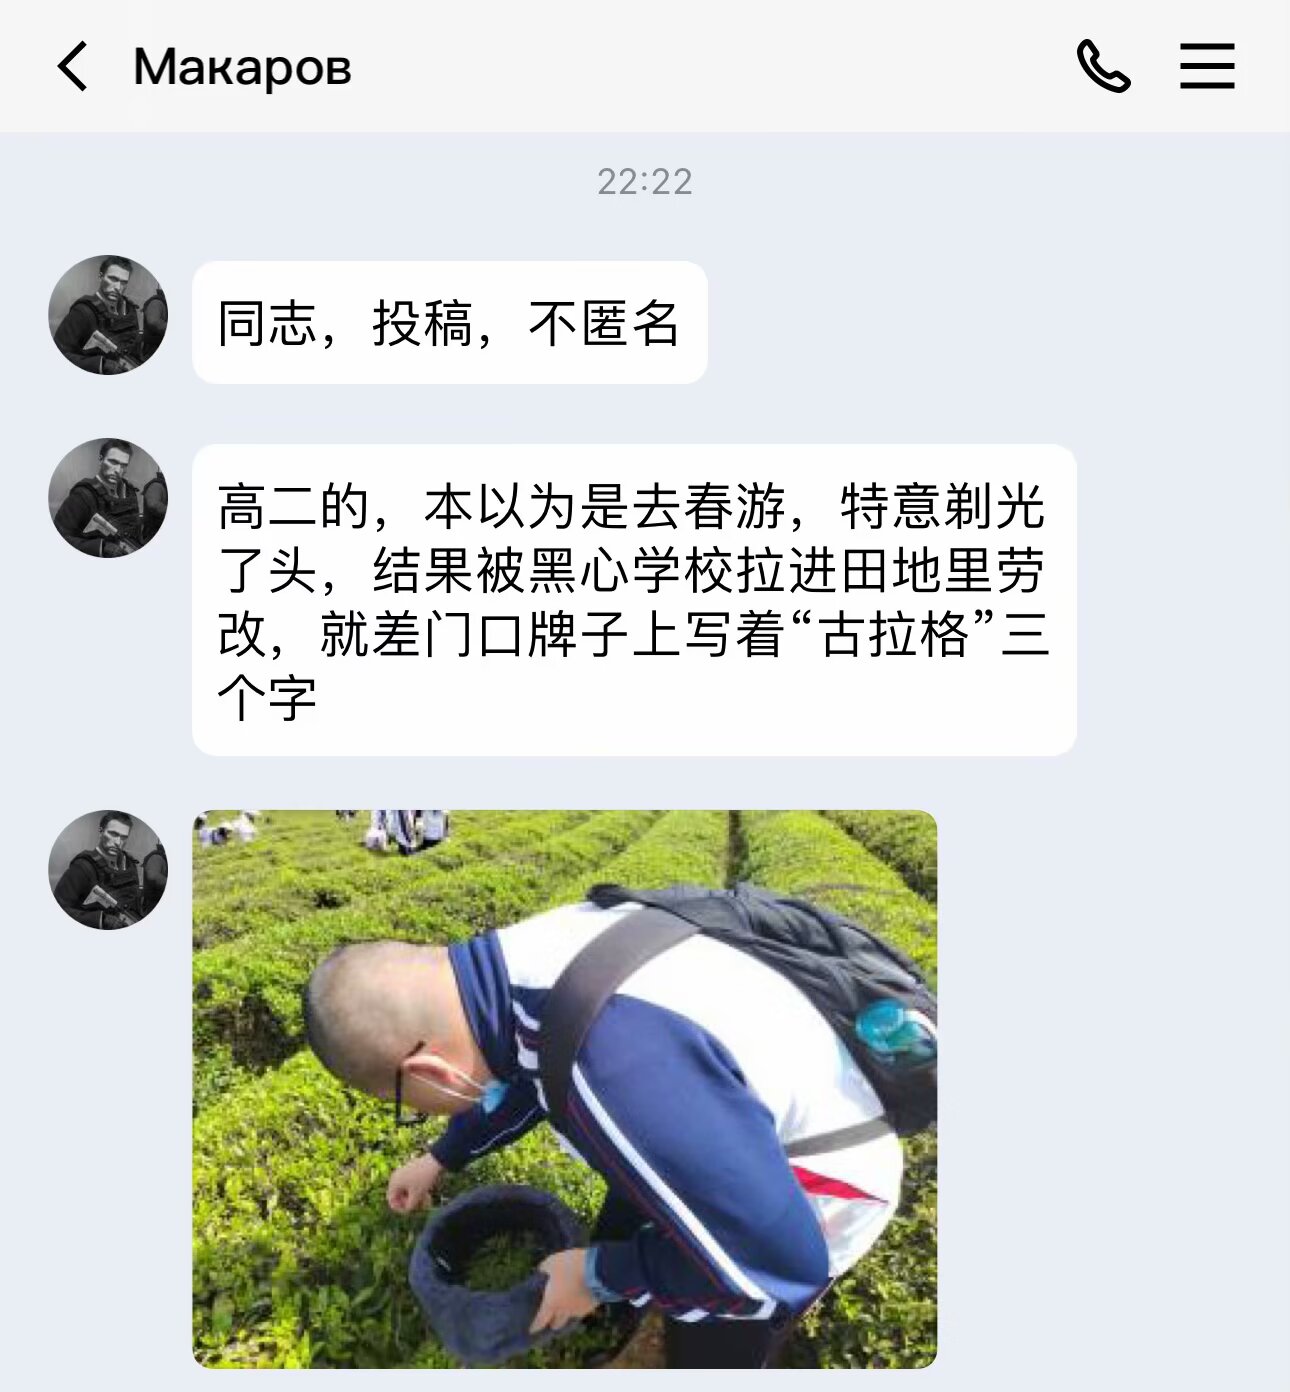 Макаров
22:22
同志，投稿，不匿名
高二的，本以为是去春游，特意剃光
了头，结果被黑心学校拉进田地里劳
改，就差门口牌子上写着“古拉格”三
个字